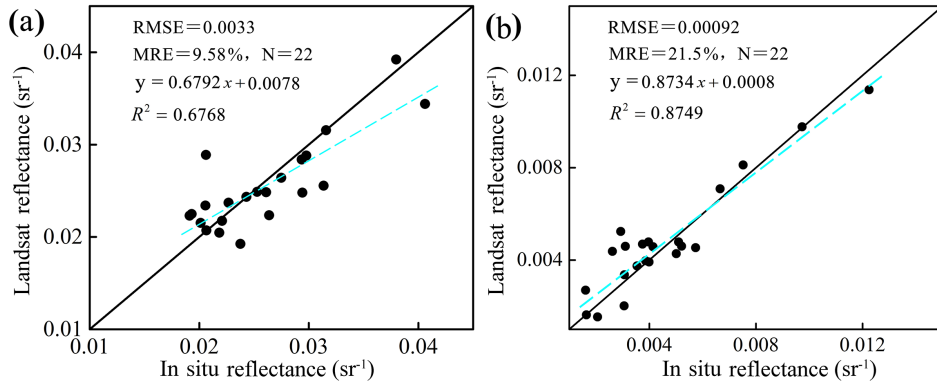 (a)
RMSE=0.0033
MRE=9.58%, N=22
y = 0.6792x+0.0078
R² = 0.6768
0.04
0.03
0.02
0.01
Landsat reflectance (sr⁻¹)
0.01 0.02 0.03 0.04
In situ reflectance (sr⁻¹)
(b)
RMSE=0.00092
MRE=21.5%, N=22
y = 0.8734x+0.0008
R² = 0.8749
0.012
0.008
0.004
Landsat reflectance (sr⁻¹)
0.004 0.008 0.012
In situ reflectance (sr⁻¹)